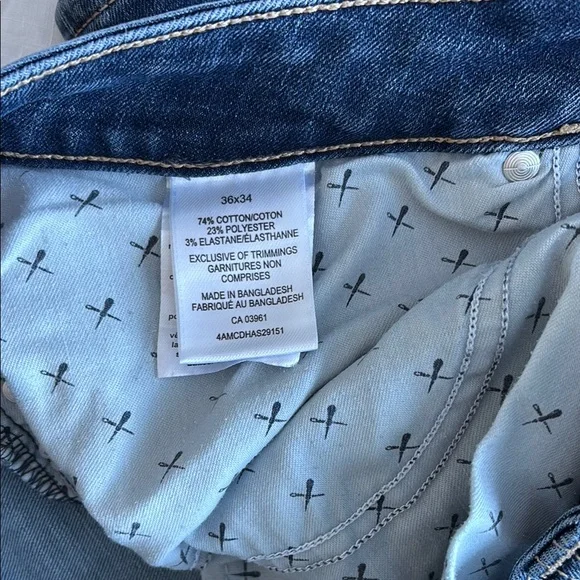 36x34
74% COTTON/COTON
23% POLYESTER
3% ELASTANE/ÉLASTHANNE
EXCLUSIVE OF TRIMMINGS
GARNITURES NON
COMPRISES
MADE IN BANGLADESH
FABRIQUÉ AU BANGLADESH
CA 03961
4AMCDHAS29151